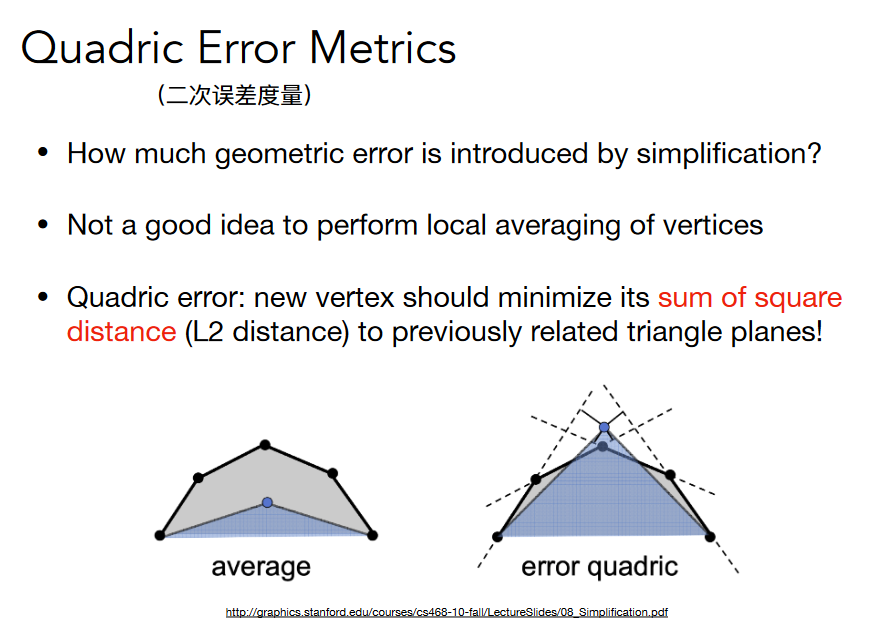 Quadric Error Metrics
(二次误差度量)
• How much geometric error is introduced by simplification?
• Not a good idea to perform local averaging of vertices
• Quadric error: new vertex should minimize its sum of square
distance (L2 distance) to previously related triangle planes!
average
error quadric
http://graphics.stanford.edu/courses/cs468-10-fall/LectureSlides/08_Simplification.pdf